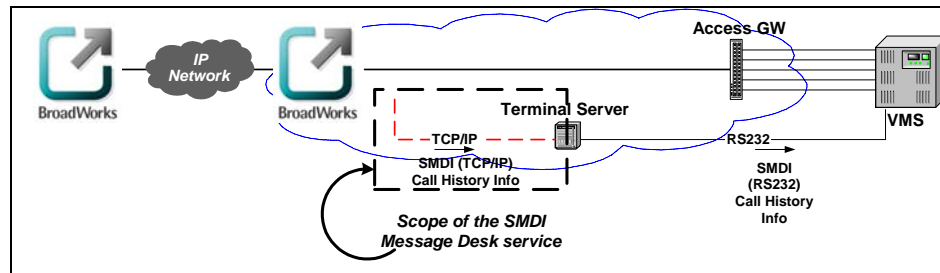 Access GW
IP
Network
BroadWorks
BroadWorks
Terminal Server
VMS
TCP/IP
RS232
SMDI (TCP/IP)
Call History Info
SMDI
(RS232)
Call History
Info
Scope of the SMDI
Message Desk service